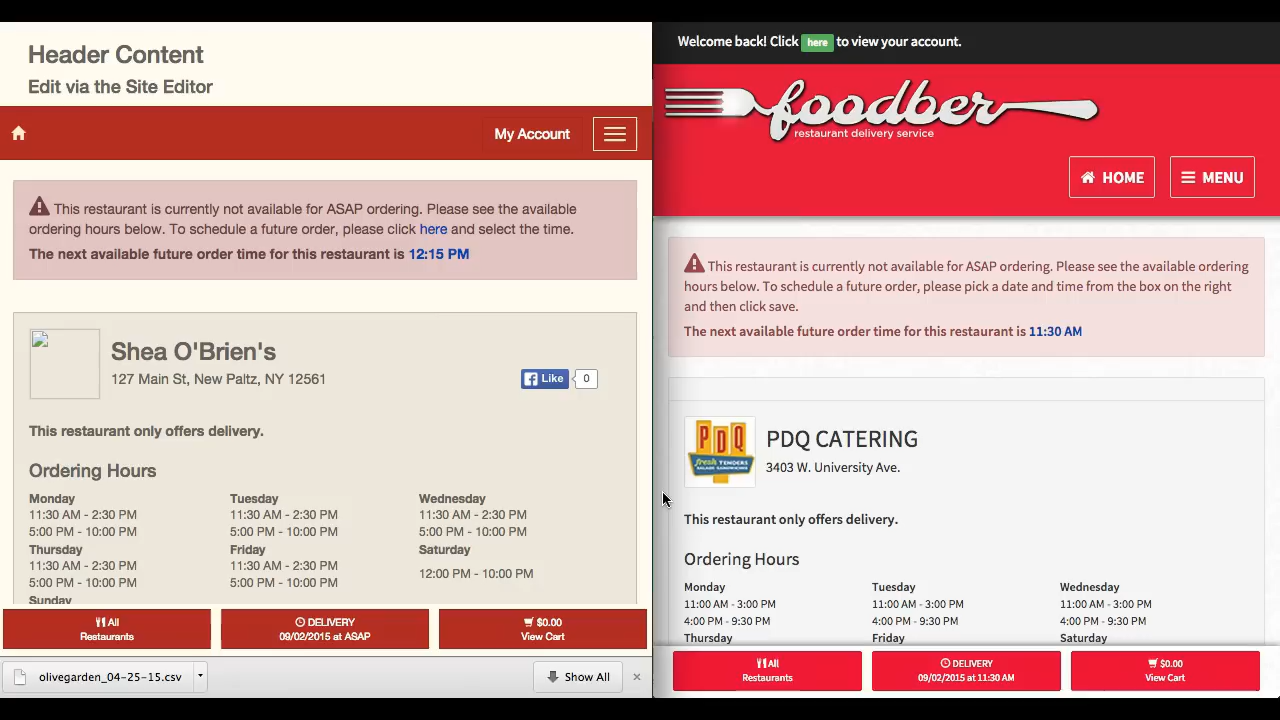 Header Content
Edit via the Site Editor
My Account
This restaurant is currently not available for ASAP ordering. Please see the available
ordering hours below. To schedule a future order, please click here and select the time.
The next available future order time for this restaurant is 12:15 PM
Shea O'Brien's
127 Main St, New Paltz, NY 12561
Like 0
This restaurant only offers delivery.
Ordering Hours
Monday Tuesday Wednesday
11:30 AM - 2:30 PM 11:30 AM - 2:30 PM 11:30 AM - 2:30 PM
5:00 PM - 10:00 PM 5:00 PM - 10:00 PM 5:00 PM - 10:00 PM
Thursday Friday Saturday
11:30 AM - 2:30 PM 11:30 AM - 2:30 PM 12:00 PM - 10:00 PM
5:00 PM - 10:00 PM 5:00 PM - 10:00 PM
Sunday
All
Restaurants
DELIVERY
09/02/2015 at ASAP
$0.00
View Cart
olivegarden_04-25-15.csv
Show All
Welcome back! Click here to view your account.
foodber
restaurant delivery service
HOME
MENU
This restaurant is currently not available for ASAP ordering. Please see the available ordering
hours below. To schedule a future order, please pick a date and time from the box on the right
and then click save.
The next available future order time for this restaurant is 11:30 AM
PDQ
fresh TENDERS
SALADS SANDWICHES
PDQ CATERING
3403 W. University Ave.
This restaurant only offers delivery.
Ordering Hours
Monday Tuesday Wednesday
11:00 AM - 3:00 PM 11:00 AM - 3:00 PM 11:00 AM - 3:00 PM
4:00 PM - 9:30 PM 4:00 PM - 9:30 PM 4:00 PM - 9:30 PM
Thursday Friday Saturday
All
Restaurants
DELIVERY
09/02/2015 at 11:30 AM
$0.00
View Cart